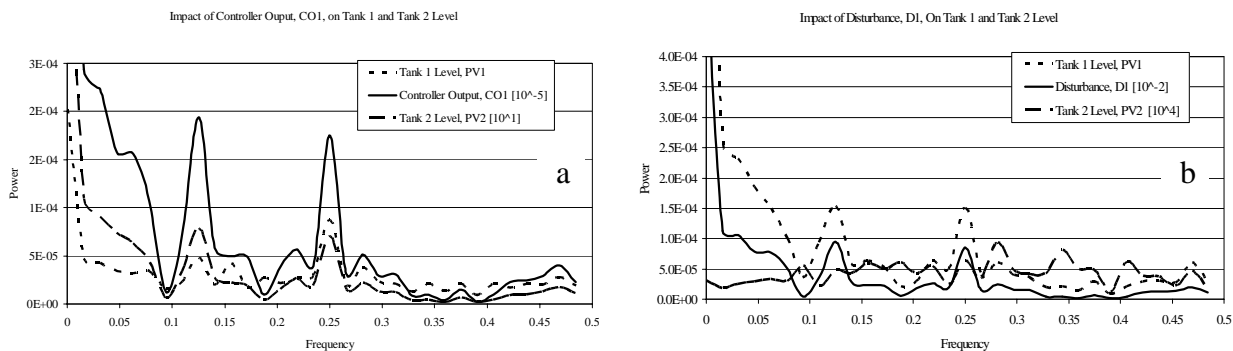 Impact of Controller Ouput, CO1, on Tank 1 and Tank 2 Level
3E-04
2E-04
2E-04
1E-04
5E-05
0E+00
Power
Tank 1 Level, PV1
Controller Output, CO1 [10^-5]
Tank 2 Level, PV2 [10^1]
a
0
0.05
0.1
0.15
0.2
0.25
0.3
0.35
0.4
0.45
0.5
Frequency
Impact of Disturbance, D1, On Tank 1 and Tank 2 Level
4.0E-04
3.5E-04
3.0E-04
2.5E-04
2.0E-04
1.5E-04
1.0E-04
5.0E-05
0.0E+00
Power
Tank 1 Level, PV1
Disturbance, D1 [10^-2]
Tank 2 Level, PV2 [10^4]
b
0
0.05
0.1
0.15
0.2
0.25
0.3
0.35
0.4
0.45
0.5
Frequency